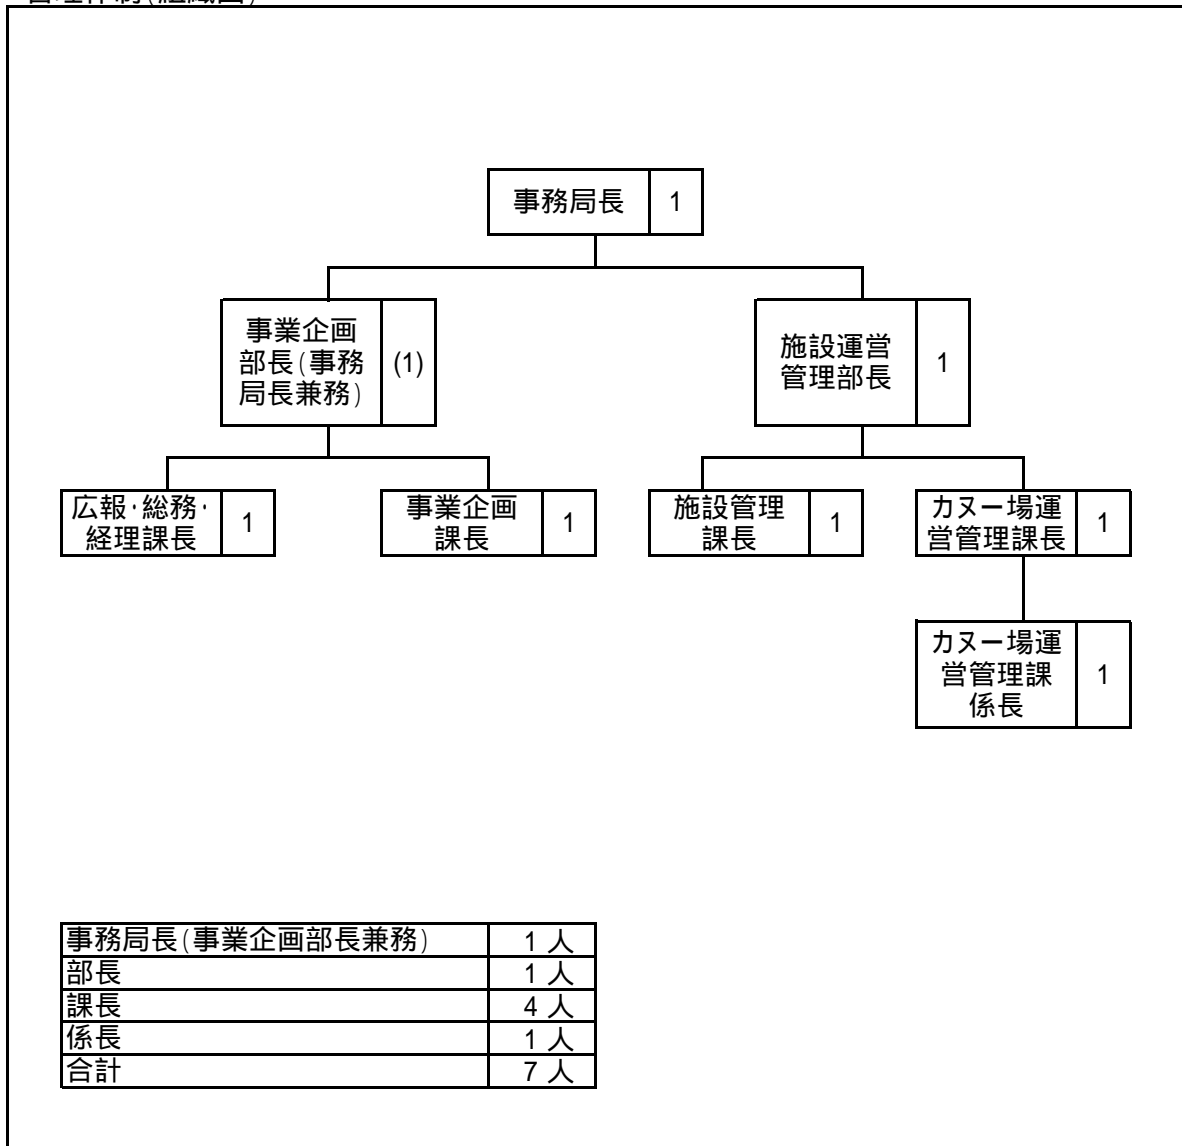 事務局長 1
事業企画
部長(事務
局長兼務) (1)
施設運営
管理部長 1
広報・総務・
経理課長 1
事業企画
課長 1
施設管理
課長 1
カヌー場運
営管理課長 1
カヌー場運
営管理課
係長 1
事務局長(事業企画部長兼務) 1 人
部長 1 人
課長 4 人
係長 1 人
合計 7 人